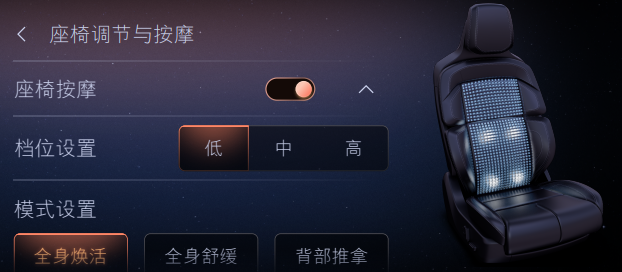 座椅调节与按摩
座椅按摩
档位设置
低 中 高
模式设置
全身焕活 全身舒缓 背部推拿